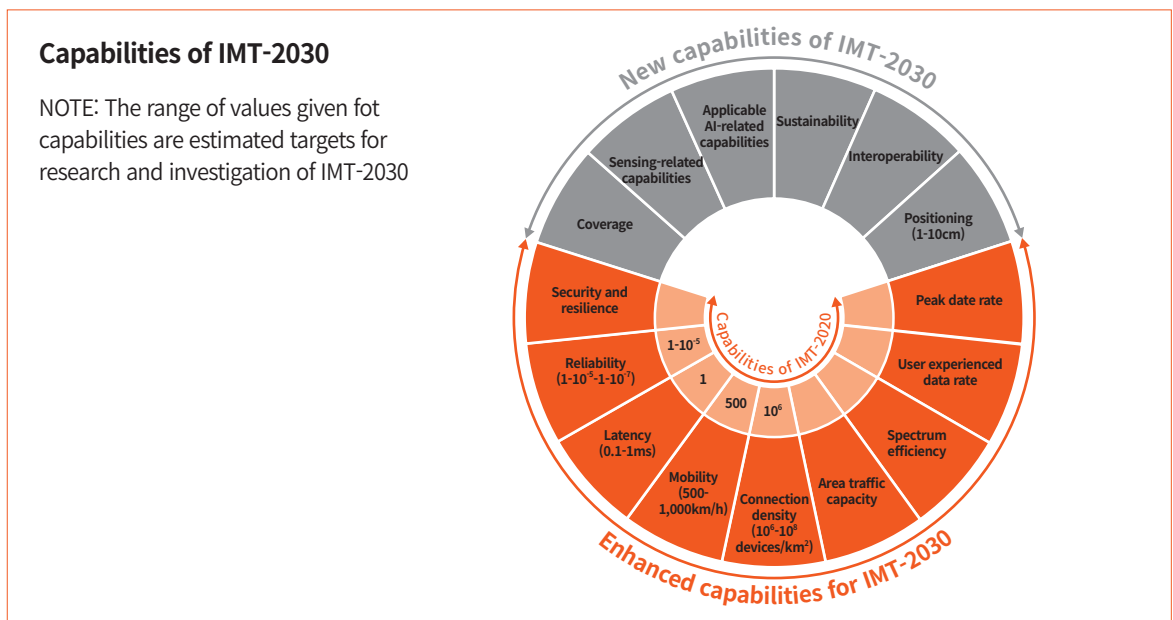 Capabilities of IMT-2030
NOTE: The range of values given fot
capabilities are estimated targets for
research and investigation of IMT-2030
New capabilities of IMT-2030
Coverage
Sensing-related
capabilities
Applicable
AI-related
capabilities
Sustainability
Interoperability
Positioning
(1-10cm)
Peak date rate
User experienced
data rate
Spectrum
efficiency
Area traffic
capacity
Connection
density
(10⁶-10⁸
devices/km²)
Mobility
(500-
1,000km/h)
Latency
(0.1-1ms)
Reliability
(1-10⁻⁵-1-10⁻⁷)
Security and
resilience
1-10⁻⁵
1
500
10⁶
Capabilities of IMT-2020
Enhanced capabilities for IMT-2030